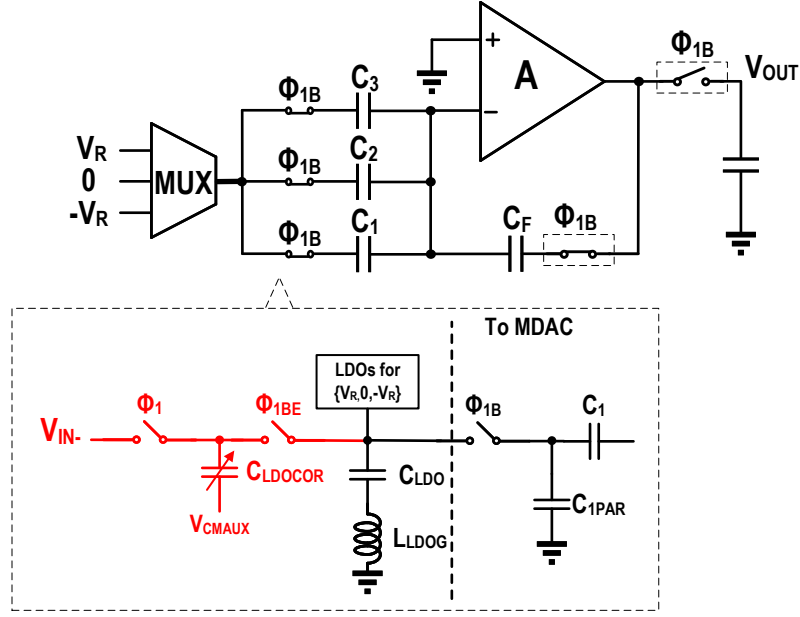 +
A
−
Φ1B
VOUT
Φ1B
C3
VR
0
-VR
MUX
Φ1B
C2
Φ1B
C1
CF
Φ1B
To MDAC
LDOs for
{VR,0,-VR}
VIN-
Φ1
Φ1BE
Φ1B
C1
CLDOCOR
CLDO
C1PAR
VCMAUX
LLDOG